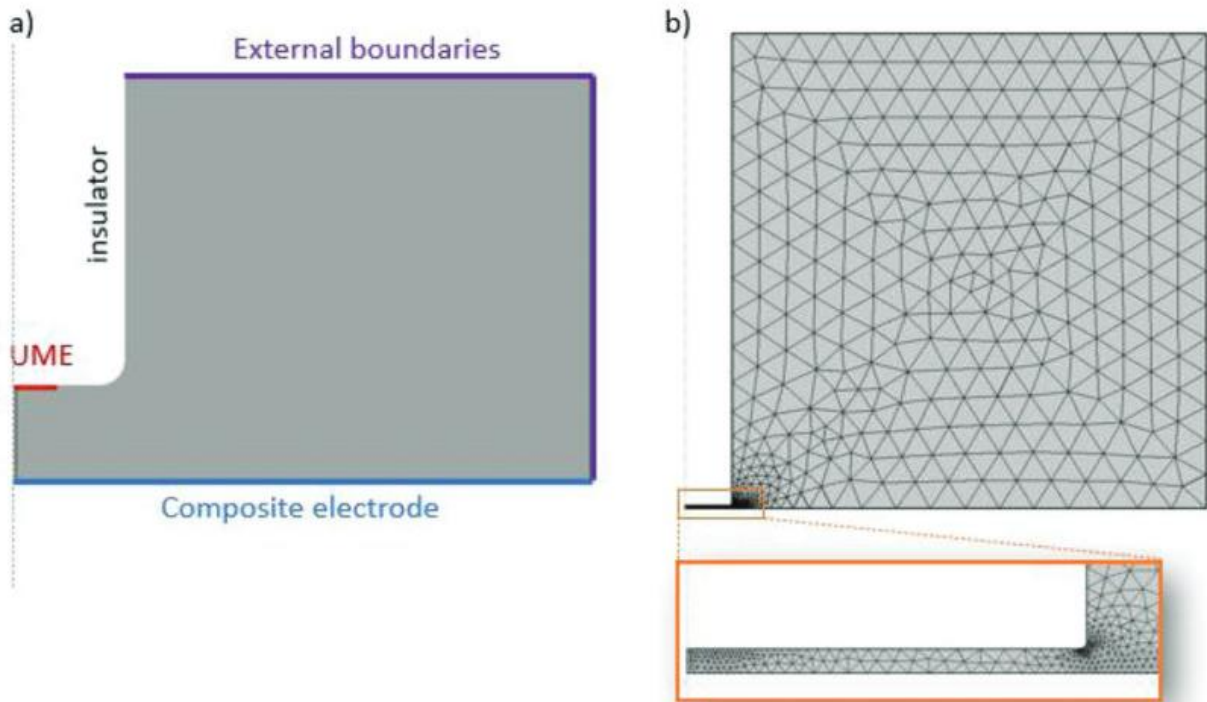 a)
External boundaries
insulator
UME
Composite electrode
b)